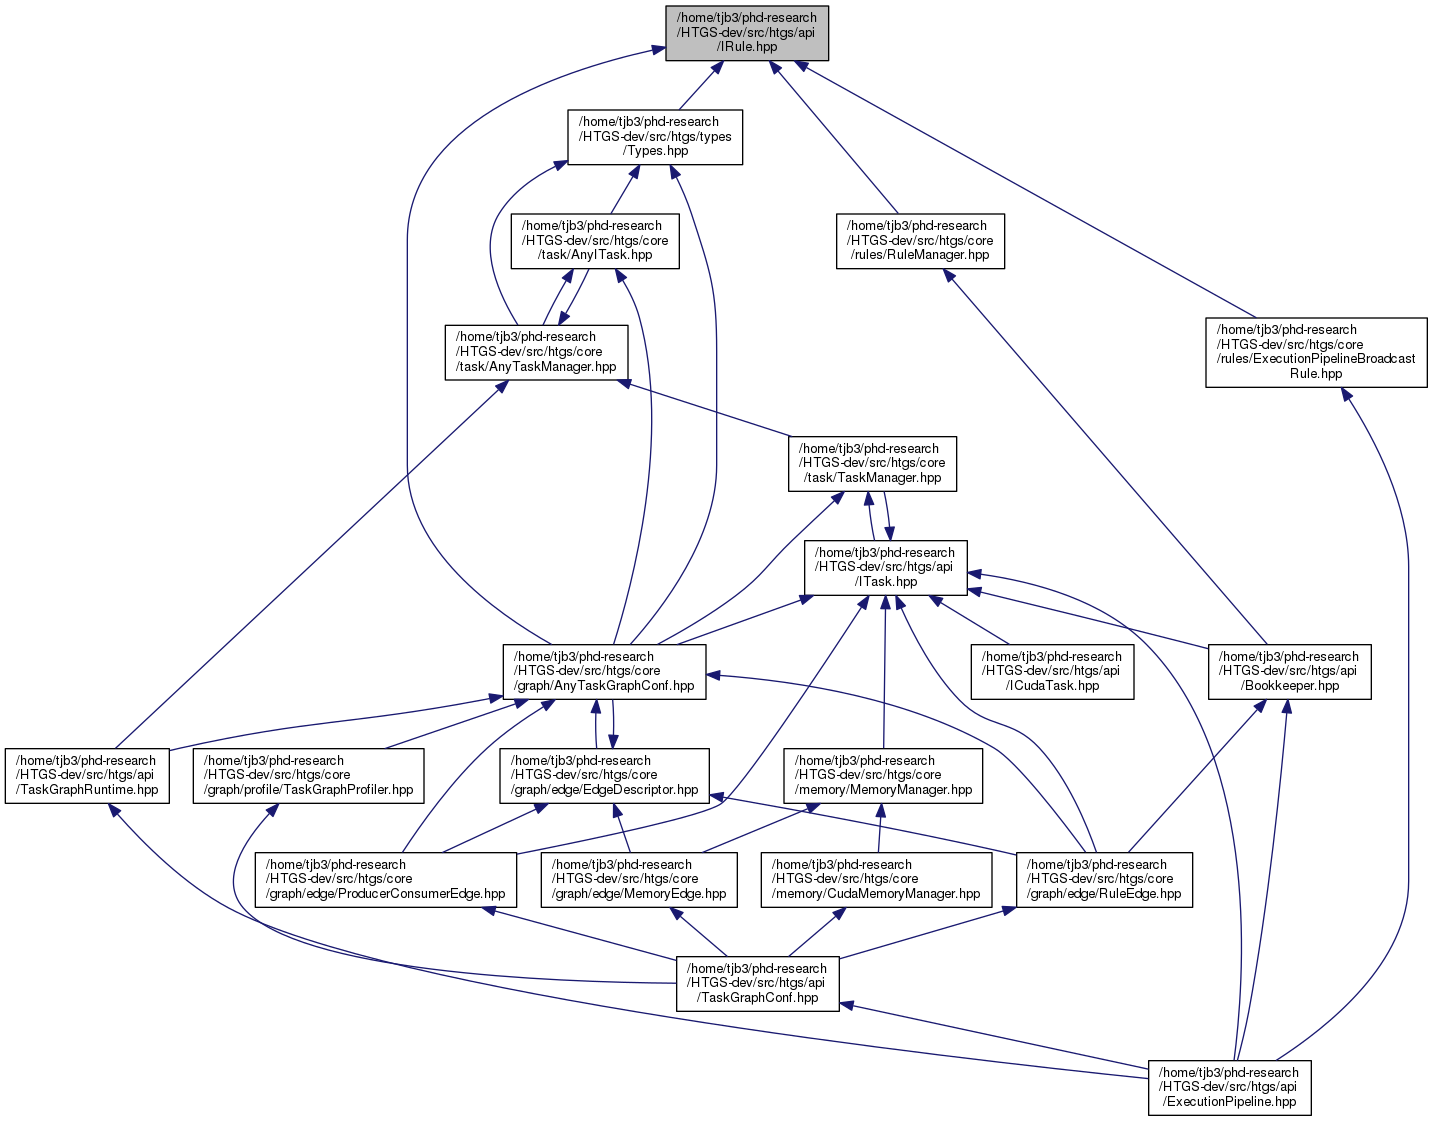 /home/tjb3/phd-research
/HTGS-dev/src/htgs/api
/IRule.hpp
/home/tjb3/phd-research
/HTGS-dev/src/htgs/types
/Types.hpp
/home/tjb3/phd-research
/HTGS-dev/src/htgs/core
/task/AnyITask.hpp
/home/tjb3/phd-research
/HTGS-dev/src/htgs/core
/rules/RuleManager.hpp
/home/tjb3/phd-research
/HTGS-dev/src/htgs/core
/rules/ExecutionPipelineBroadcast
Rule.hpp
/home/tjb3/phd-research
/HTGS-dev/src/htgs/core
/task/AnyTaskManager.hpp
/home/tjb3/phd-research
/HTGS-dev/src/htgs/core
/task/TaskManager.hpp
/home/tjb3/phd-research
/HTGS-dev/src/htgs/api
/ITask.hpp
/home/tjb3/phd-research
/HTGS-dev/src/htgs/core
/graph/AnyTaskGraphConf.hpp
/home/tjb3/phd-research
/HTGS-dev/src/htgs/api
/ICudaTask.hpp
/home/tjb3/phd-research
/HTGS-dev/src/htgs/api
/Bookkeeper.hpp
/home/tjb3/phd-research
/HTGS-dev/src/htgs/api
/TaskGraphRuntime.hpp
/home/tjb3/phd-research
/HTGS-dev/src/htgs/core
/graph/profile/TaskGraphProfiler.hpp
/home/tjb3/phd-research
/HTGS-dev/src/htgs/core
/graph/edge/EdgeDescriptor.hpp
/home/tjb3/phd-research
/HTGS-dev/src/htgs/core
/memory/MemoryManager.hpp
/home/tjb3/phd-research
/HTGS-dev/src/htgs/core
/graph/edge/ProducerConsumerEdge.hpp
/home/tjb3/phd-research
/HTGS-dev/src/htgs/core
/graph/edge/MemoryEdge.hpp
/home/tjb3/phd-research
/HTGS-dev/src/htgs/core
/memory/CudaMemoryManager.hpp
/home/tjb3/phd-research
/HTGS-dev/src/htgs/core
/graph/edge/RuleEdge.hpp
/home/tjb3/phd-research
/HTGS-dev/src/htgs/api
/TaskGraphConf.hpp
/home/tjb3/phd-research
/HTGS-dev/src/htgs/api
/ExecutionPipeline.hpp